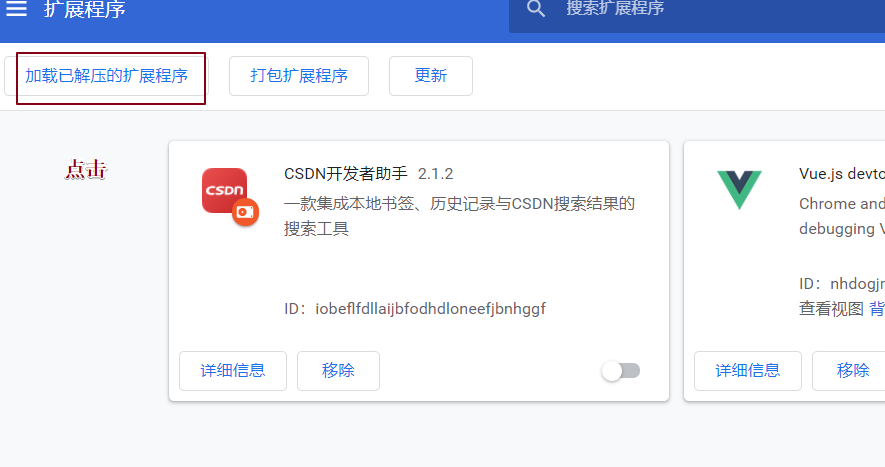 扩展程序
搜索扩展程序
加载已解压的扩展程序
打包扩展程序
更新
点击
CSDN
CSDN开发者助手 2.1.2
一款集成本地书签、历史记录与CSDN搜索结果的
搜索工具
ID：iobeflfdllaijbfodhdloneefjbnhggf
详细信息
移除
Vue.js devto
Chrome and
debugging V
ID：nhdogjr
查看视图 背
详细信息
移除